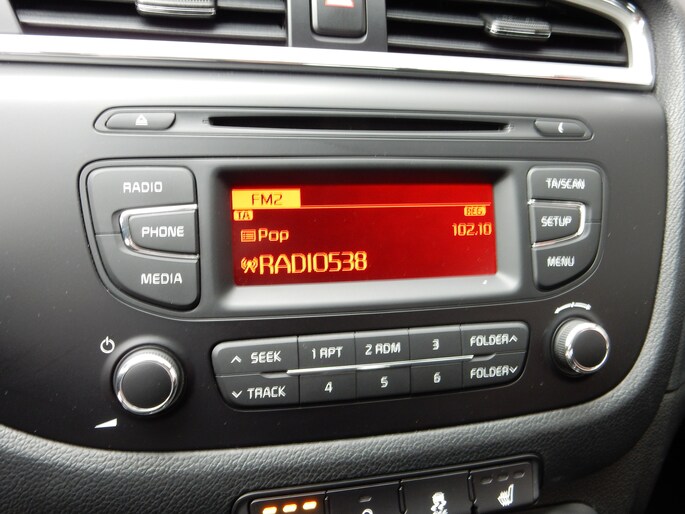 RADIO
TA/SCAN
FM2
TA
REG
PHONE
Pop
102.10
SETUP
MEDIA
RADIO538
MENU
SEEK
1 APT
2 RDM
3
FOLDER
TRACK
4
5
6
FOLDER